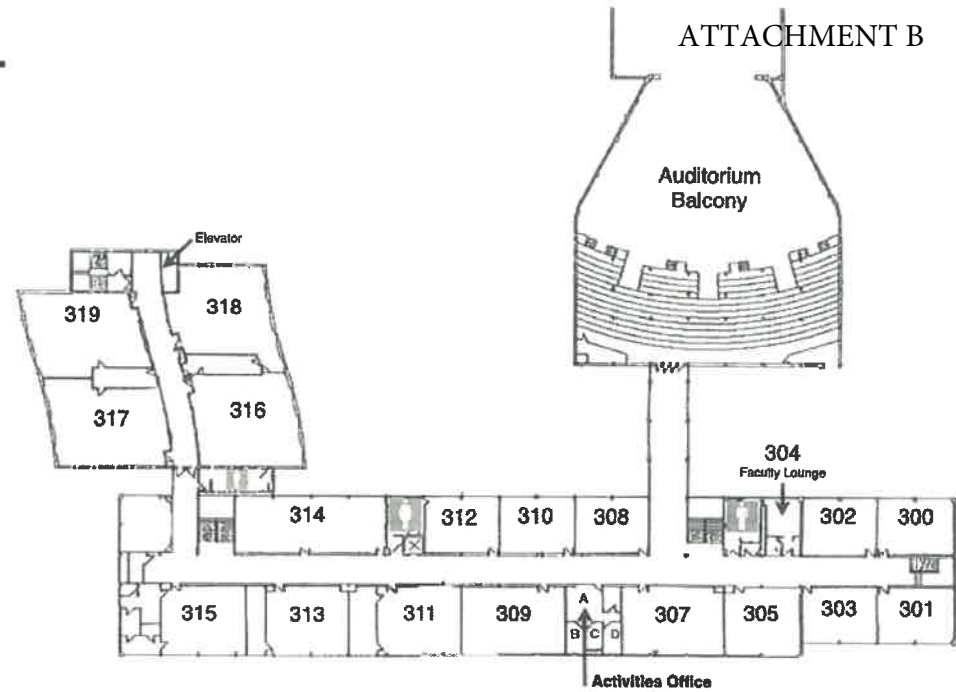 ATTACHMENT B
Auditorium
Balcony
Elevator
319
318
317
316
304
Faculty Lounge
314
312
310
308
302
300
315
313
311
309
A
B
C
D
307
305
303
301
Activities Office